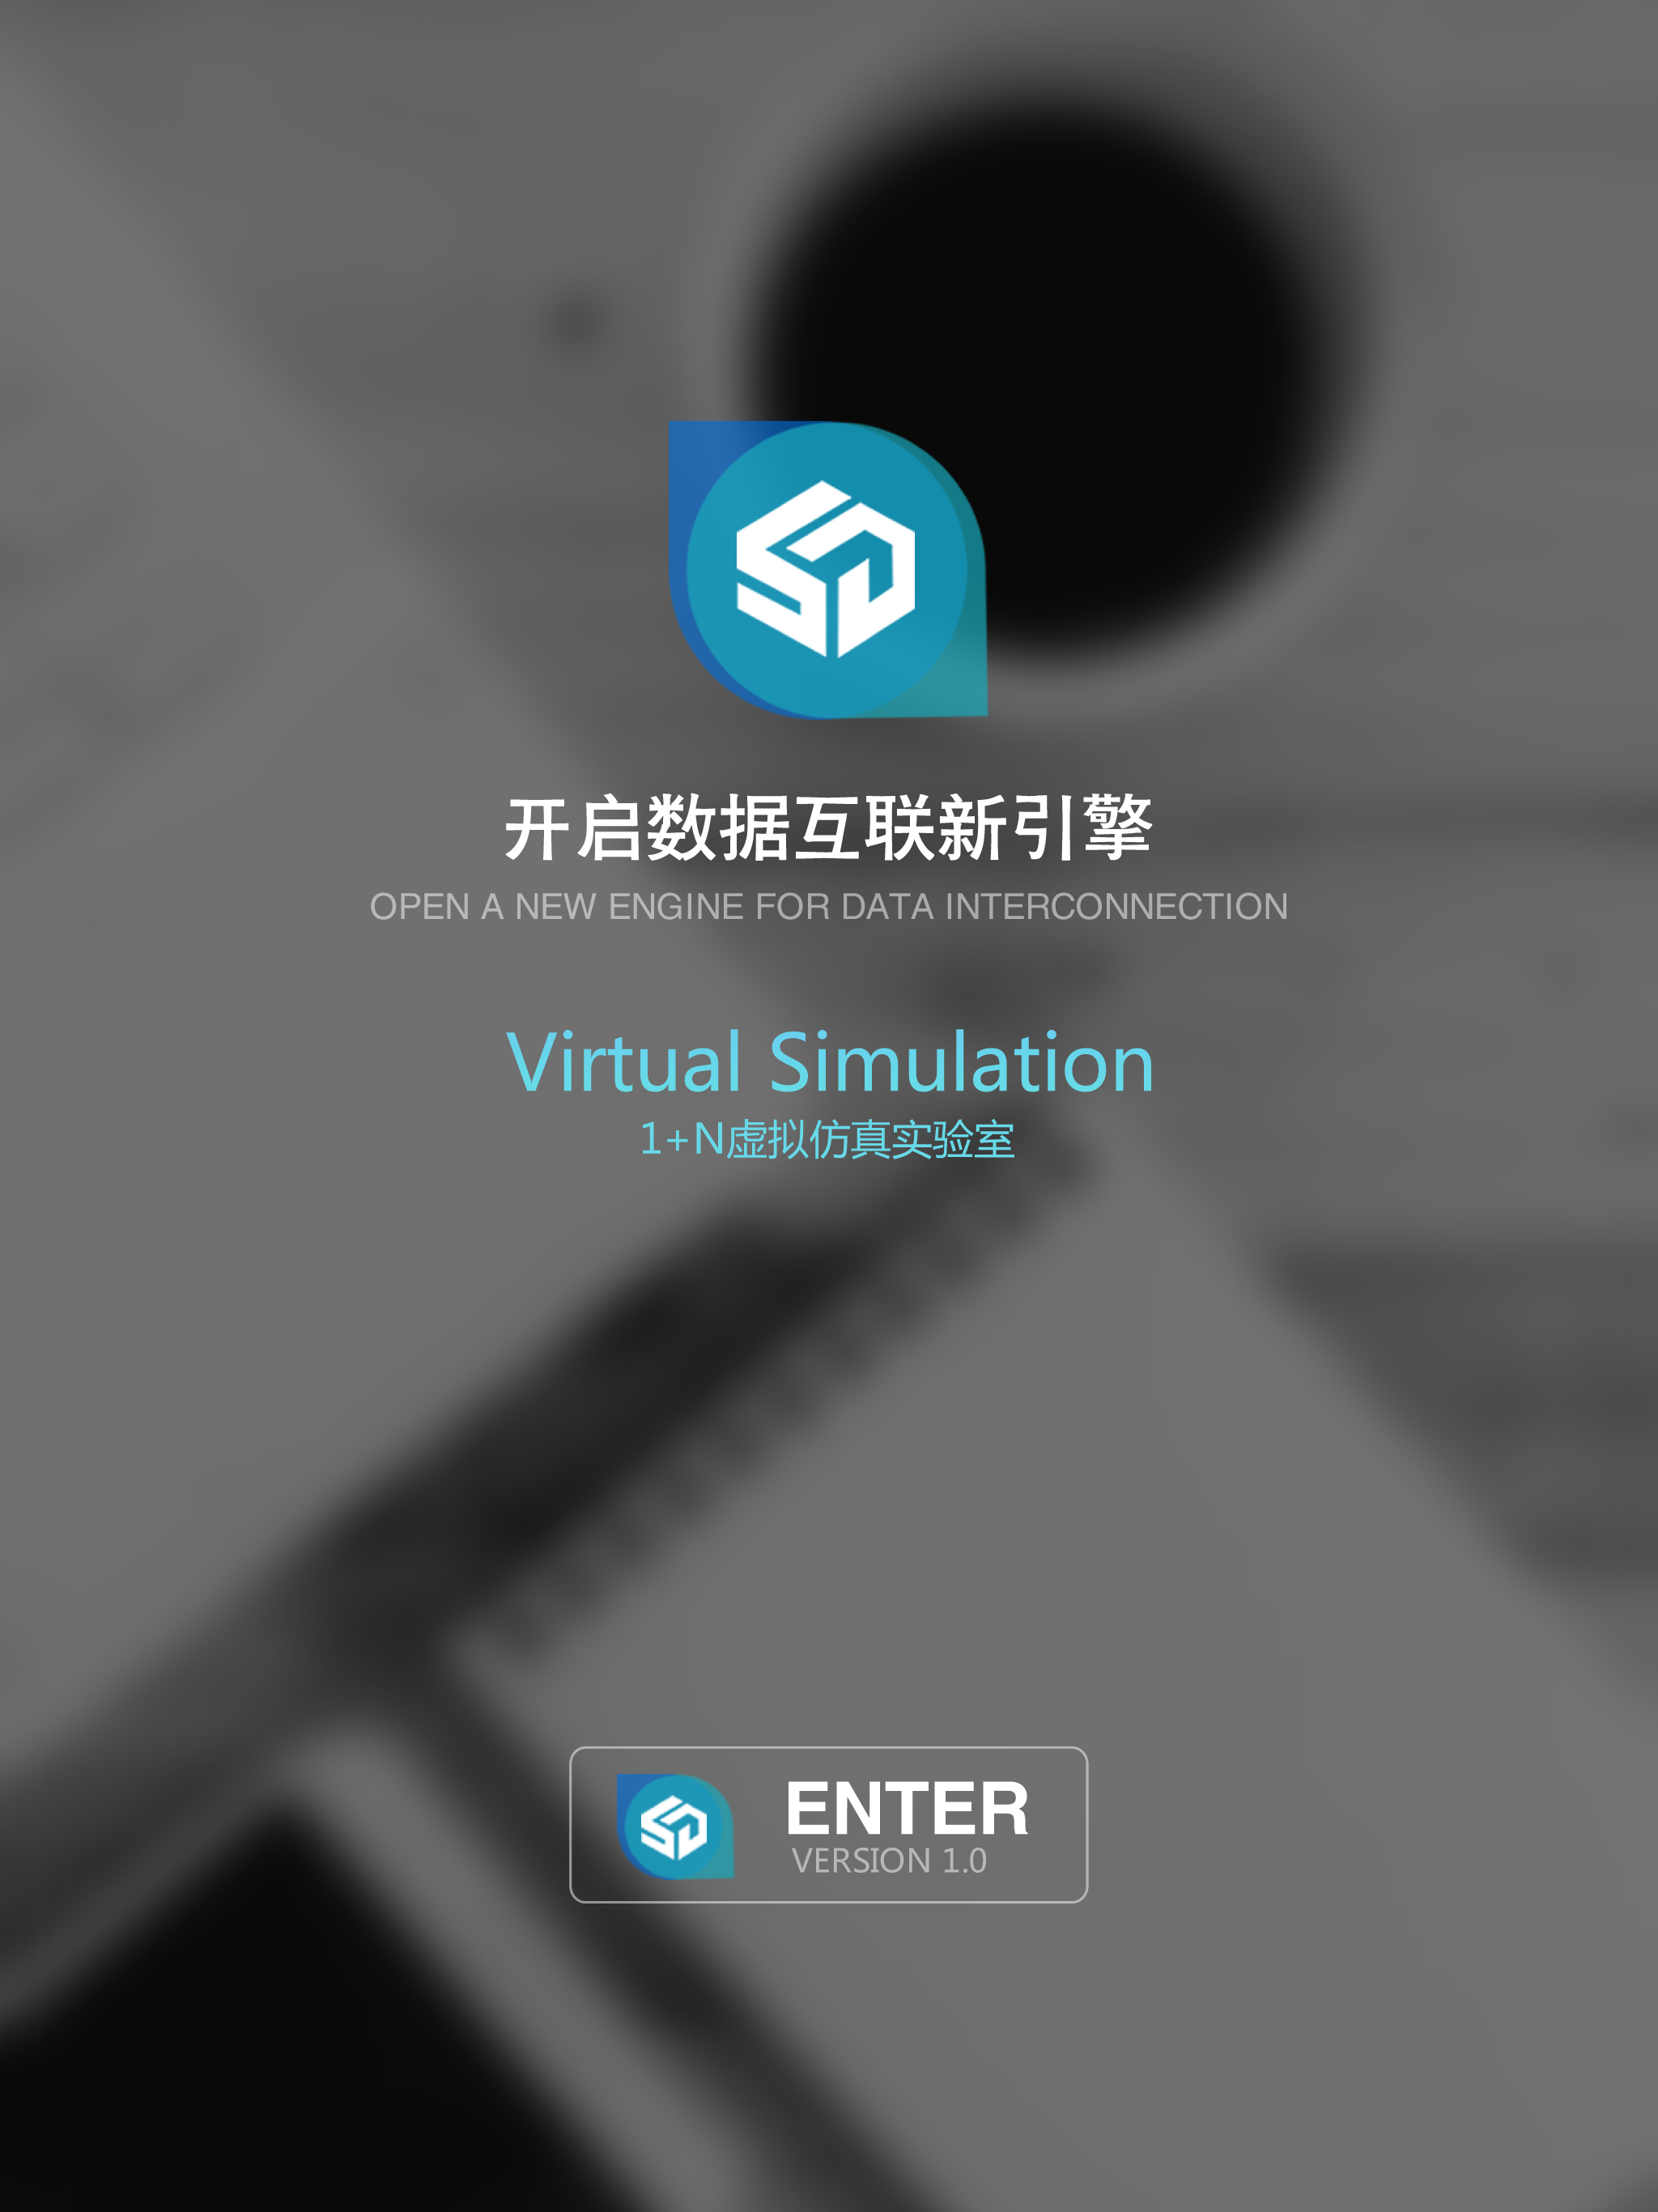 开启数据互联新引擎
OPEN A NEW ENGINE FOR DATA INTERCONNECTION
Virtual Simulation
1+N虚拟仿真实验室
ENTER
VERSION 1.0